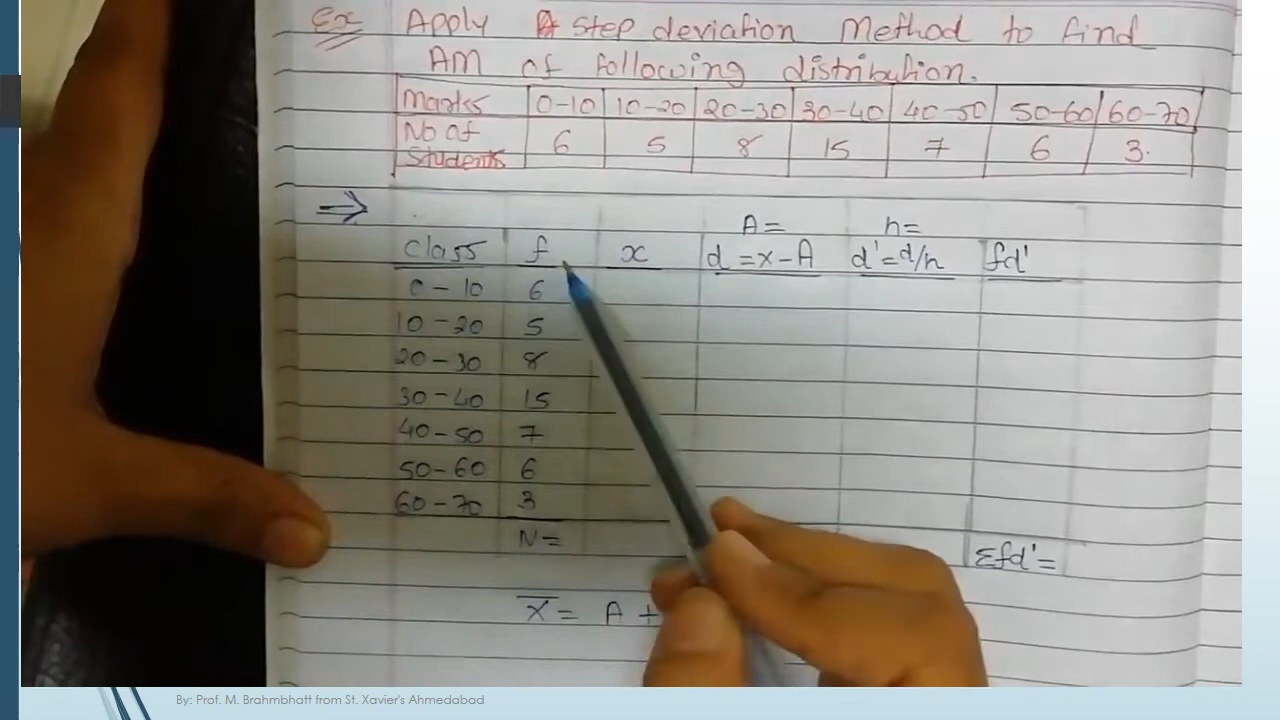 Ex Apply A Step deviation Method to find
AM of following distribution.
Marks 0-10 10-20 20-30 30-40 40-50 50-60 60-70
No of Students 6 5 8 15 7 6 3.
⇒
A= h=
Class f x d = x-A d' = d/h fd'
0-10 6
10-20 5
20-30 8
30-40 15
40-50 7
50-60 6
60-70 3
N= Σfd'=
x̄ = A +
By: Prof. M. Brahmbhatt from St. Xavier's Ahmedabad